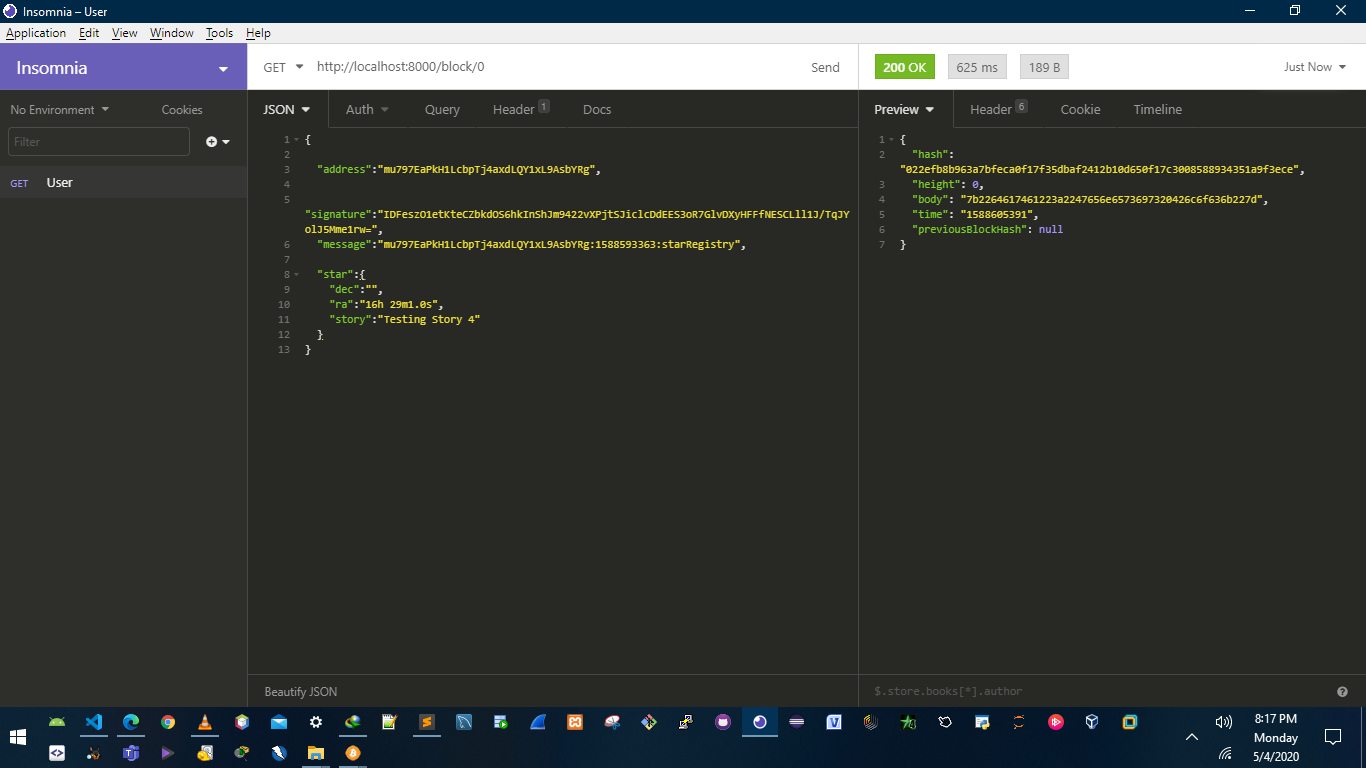 Insomnia – User
Application Edit View Window Tools Help
Insomnia
GET http://localhost:8000/block/0 Send
200 OK 625 ms 189 B Just Now
No Environment Cookies
JSON Auth Query Header 1 Docs
Preview Header 6 Cookie Timeline
Filter
GET User
1 {
2
3 "address":"mu797EaPkH1LcbpTj4axdLQY1xL9AsbYRg",
4
5
"signature":"IDFeszO1etKteCZbkdOS6hkInShJm9422vXPjtSJiclcDdEES3oR7GlvDXyHFFfNESCLll1J/TqJY
olJ5Mme1rw=",
6 "message":"mu797EaPkH1LcbpTj4axdLQY1xL9AsbYRg:1588593363:starRegistry",
7
8 "star":{
9 "dec":"",
10 "ra":"16h 29m1.0s",
11 "story":"Testing Story 4"
12 }
13 }
1 {
2 "hash":
"022efb8b963a7bfeca0f17f35dbaf2412b10d650f17c3008588934351a9f3ece",
3 "height": 0,
4 "body": "7b2264617461223a2247656e6573697320426c6f636b227d",
5 "time": "1588605391",
6 "previousBlockHash": null
7 }
Beautify JSON
$.store.books[*].author
8:17 PM
Monday
5/4/2020